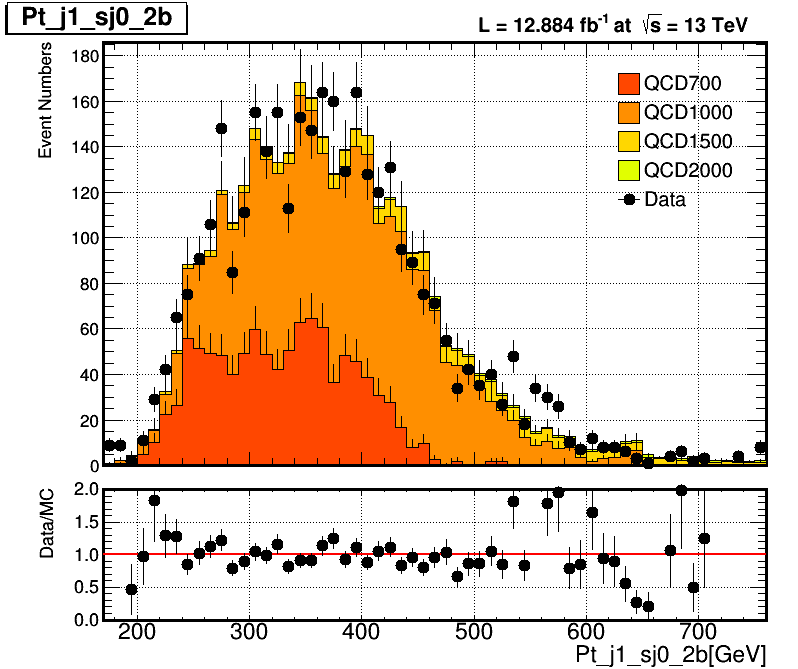 Pt_j1_sj0_2b
L = 12.884 fb⁻¹ at √s = 13 TeV
Event Numbers
180
160
140
120
100
80
60
40
20
0
QCD700
QCD1000
QCD1500
QCD2000
Data
Data/MC
2.0
1.5
1.0
0.5
0.0
200 300 400 500 600 700
Pt_j1_sj0_2b[GeV]